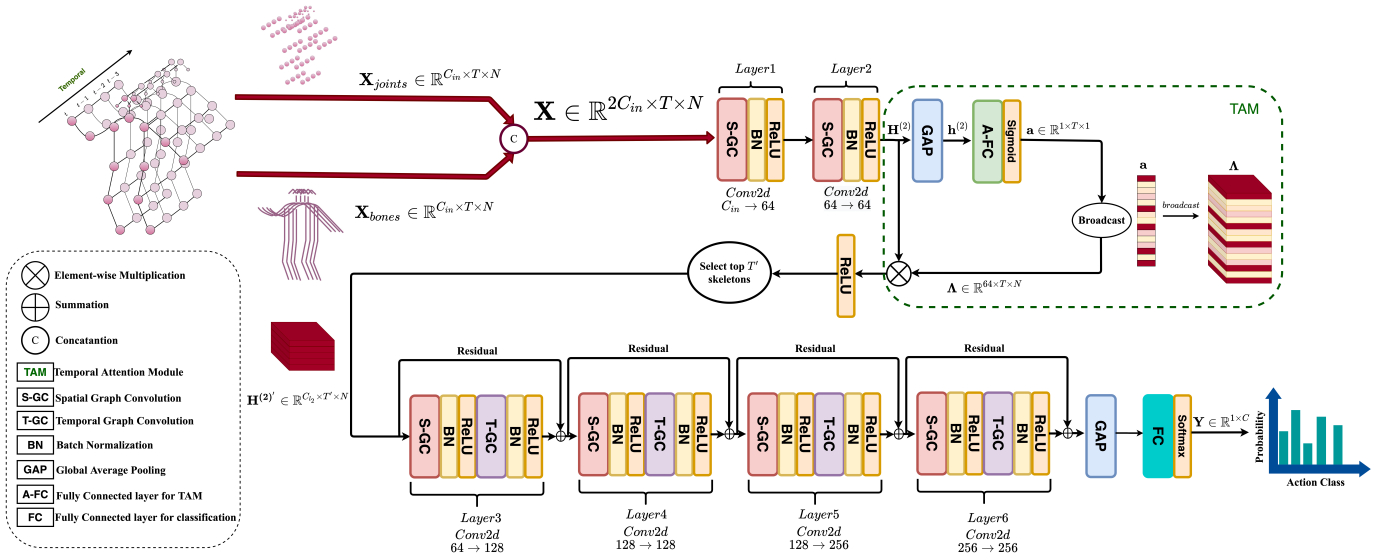 Temporal
t − 1
t − 2
t − 3
X_joints ∈ ℝ^{C_in×T×N}
X_bones ∈ ℝ^{C_in×T×N}
C
X ∈ ℝ^{2C_in×T×N}
Layer1
S-GC
BN
ReLU
Conv2d
C_in → 64
Layer2
S-GC
BN
ReLU
Conv2d
64 → 64
TAM
H^{(2)}
GAP
h^{(2)}
A-FC
Sigmoid
a ∈ ℝ^{1×T×1}
Broadcast
a
broadcast
Λ
Λ ∈ ℝ^{64×T×N}
ReLU
Select top T′
skeletons
Element-wise Multiplication
Summation
C Concatantion
TAM Temporal Attention Module
S-GC Spatial Graph Convolution
T-GC Temporal Graph Convolution
BN Batch Normalization
GAP Global Average Pooling
A-FC Fully Connected layer for TAM
FC Fully Connected layer for classification
H^{(2)′} ∈ ℝ^{C_{l_2}×T′×N}
Residual
S-GC
BN
ReLU
T-GC
BN
ReLU
Layer3
Conv2d
64 → 128
Residual
S-GC
BN
ReLU
T-GC
BN
ReLU
Layer4
Conv2d
128 → 128
Residual
S-GC
BN
ReLU
T-GC
BN
ReLU
Layer5
Conv2d
128 → 256
Residual
S-GC
BN
ReLU
T-GC
BN
ReLU
Layer6
Conv2d
256 → 256
GAP
FC
Softmax
Y ∈ ℝ^{1×C}
Probability
Action Class